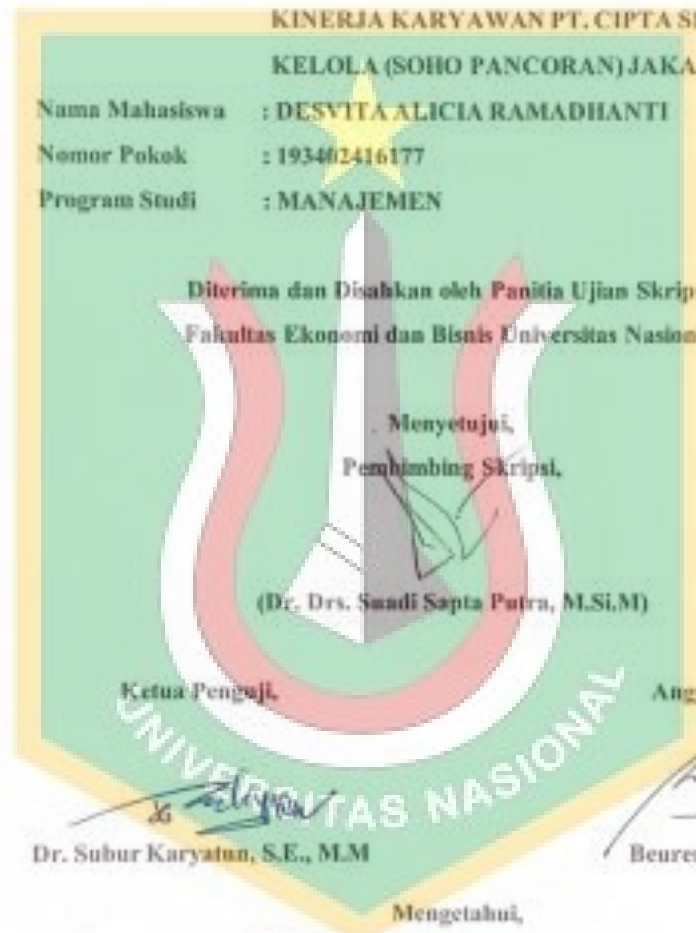 KINERJA KARYAWAN PT. CIPTA
KELOLA (SOHO PANCORAN) JAKA
Nama Mahasiswa : DESVITA ALICIA RAMADHANTI
Nomor Pokok : 193402416177
Program Studi : MANAJEMEN
Diterima dan Disahkan oleh Panitia Ujian Skrip
Fakultas Ekonomi dan Bisnis Universitas Nasion
Menyetujui,
Pembimbing Skripsi,
(Dr. Drs. Suadi Sapta Putra, M.Si.M)
Ketua Penguji, Ang
UNIVERSITAS NASIONAL
Dr. Subur Karyatun, S.E., M.M Beure
Mengetahui,